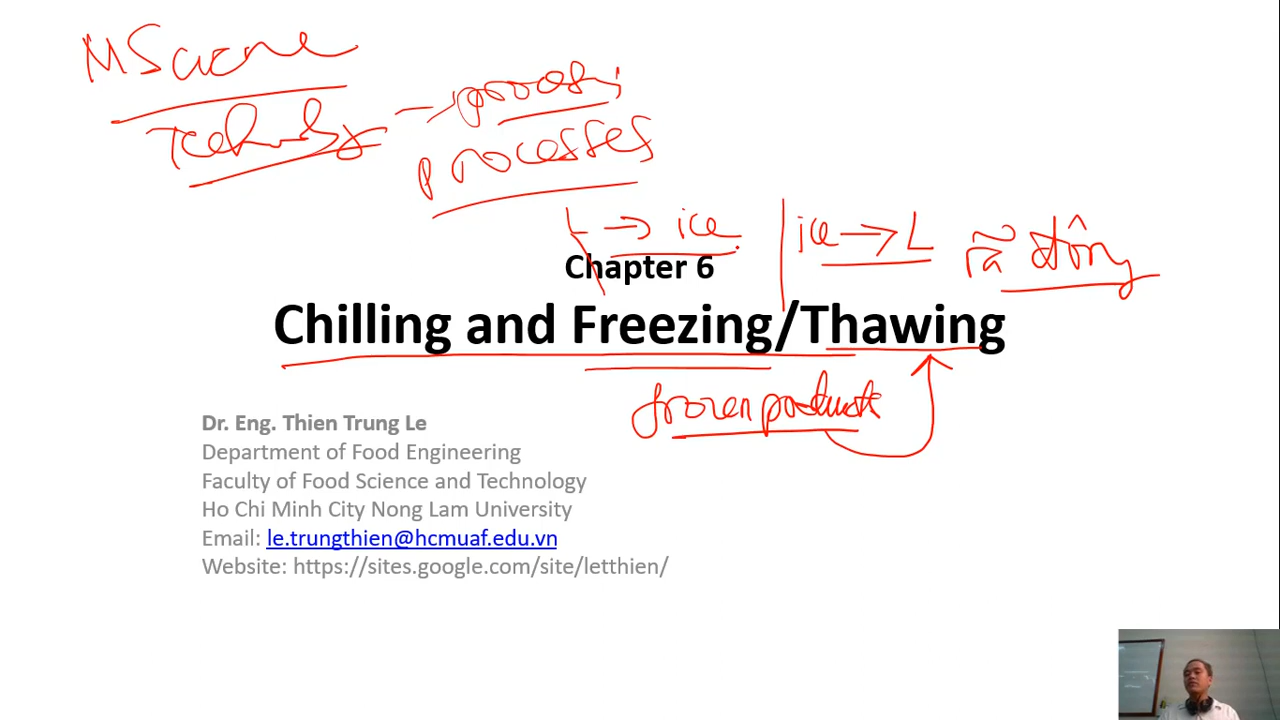 MScience
Technology → processing
processes
L → ice | ice → L rã đông
Chapter 6
Chilling and Freezing/Thawing
frozen products
Dr. Eng. Thien Trung Le
Department of Food Engineering
Faculty of Food Science and Technology
Ho Chi Minh City Nong Lam University
Email: le.trungthien@hcmuaf.edu.vn
Website: https://sites.google.com/site/letthien/